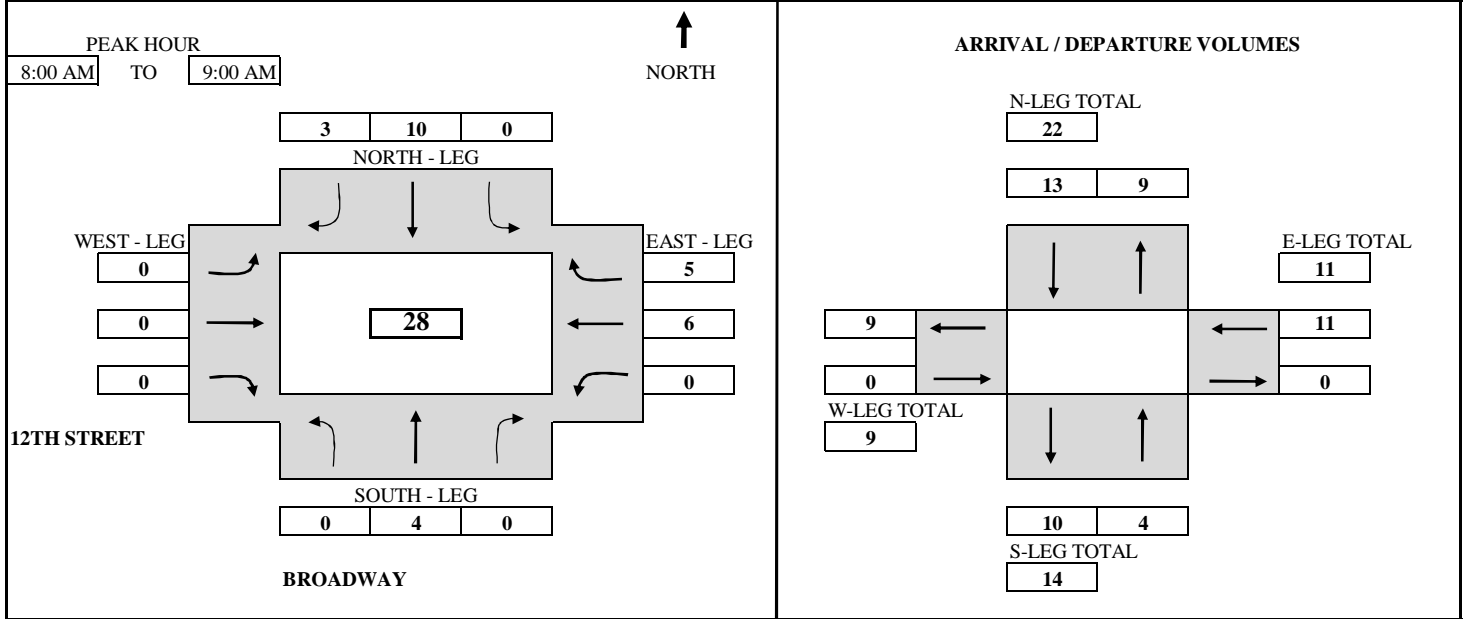 PEAK HOUR
8:00 AM TO 9:00 AM
NORTH
3 10 0
NORTH - LEG
WEST - LEG
0
0
0
28
EAST - LEG
5
6
0
12TH STREET
SOUTH - LEG
0 4 0
BROADWAY
ARRIVAL / DEPARTURE VOLUMES
N-LEG TOTAL
22
13 9
E-LEG TOTAL
11
9 11
0 0
W-LEG TOTAL
9
10 4
S-LEG TOTAL
14